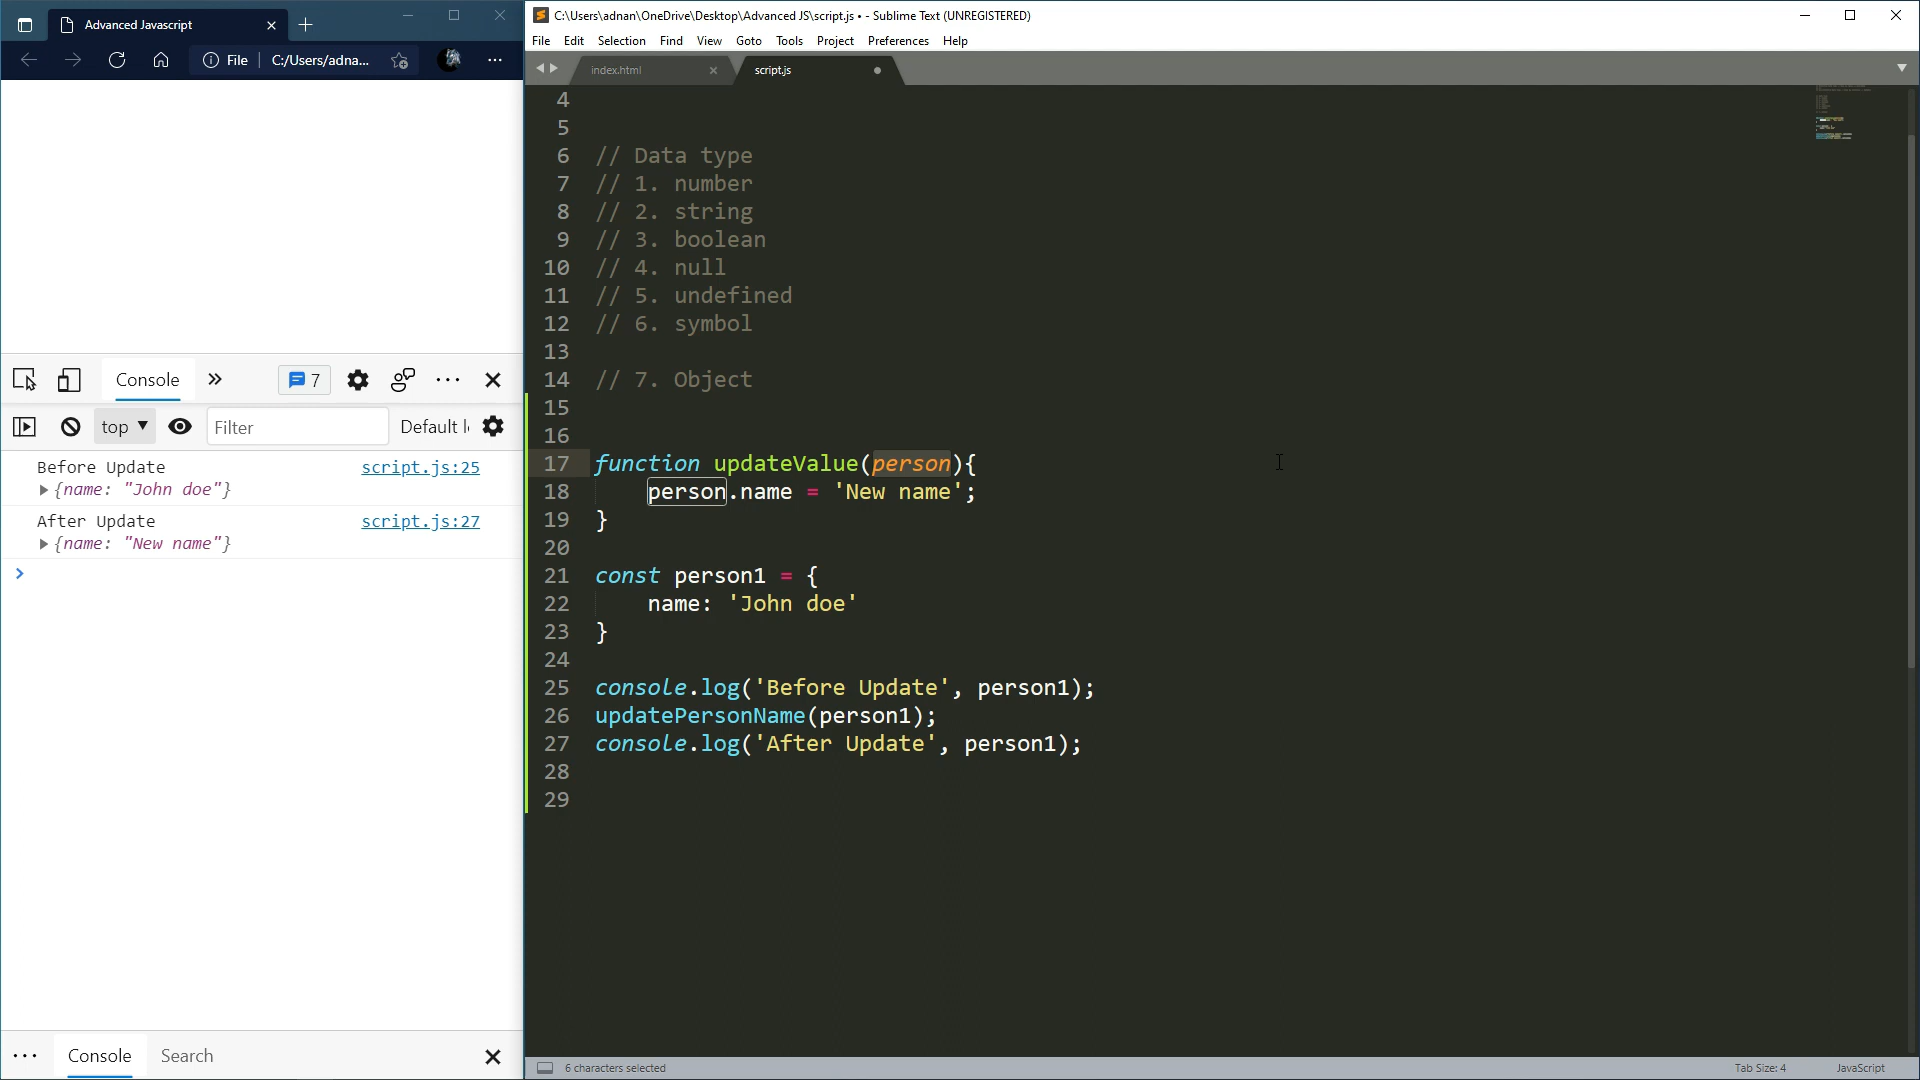 Advanced Javascript
File
C:/Users/adna...
Console
7
top
Filter
Default l
Before Update script.js:25
{name: "John doe"}
After Update script.js:27
{name: "New name"}
Console
Search
C:\Users\adnan\OneDrive\Desktop\Advanced JS\script.js • - Sublime Text (UNREGISTERED)
File Edit Selection Find View Goto Tools Project Preferences Help
index.html
script.js
4
5
6 // Data type
7 // 1. number
8 // 2. string
9 // 3. boolean
10 // 4. null
11 // 5. undefined
12 // 6. symbol
13
14 // 7. Object
15
16
17 function updateValue(person){
18 person.name = 'New name';
19 }
20
21 const person1 = {
22 name: 'John doe'
23 }
24
25 console.log('Before Update', person1);
26 updatePersonName(person1);
27 console.log('After Update', person1);
28
29
6 characters selected
Tab Size: 4
JavaScript